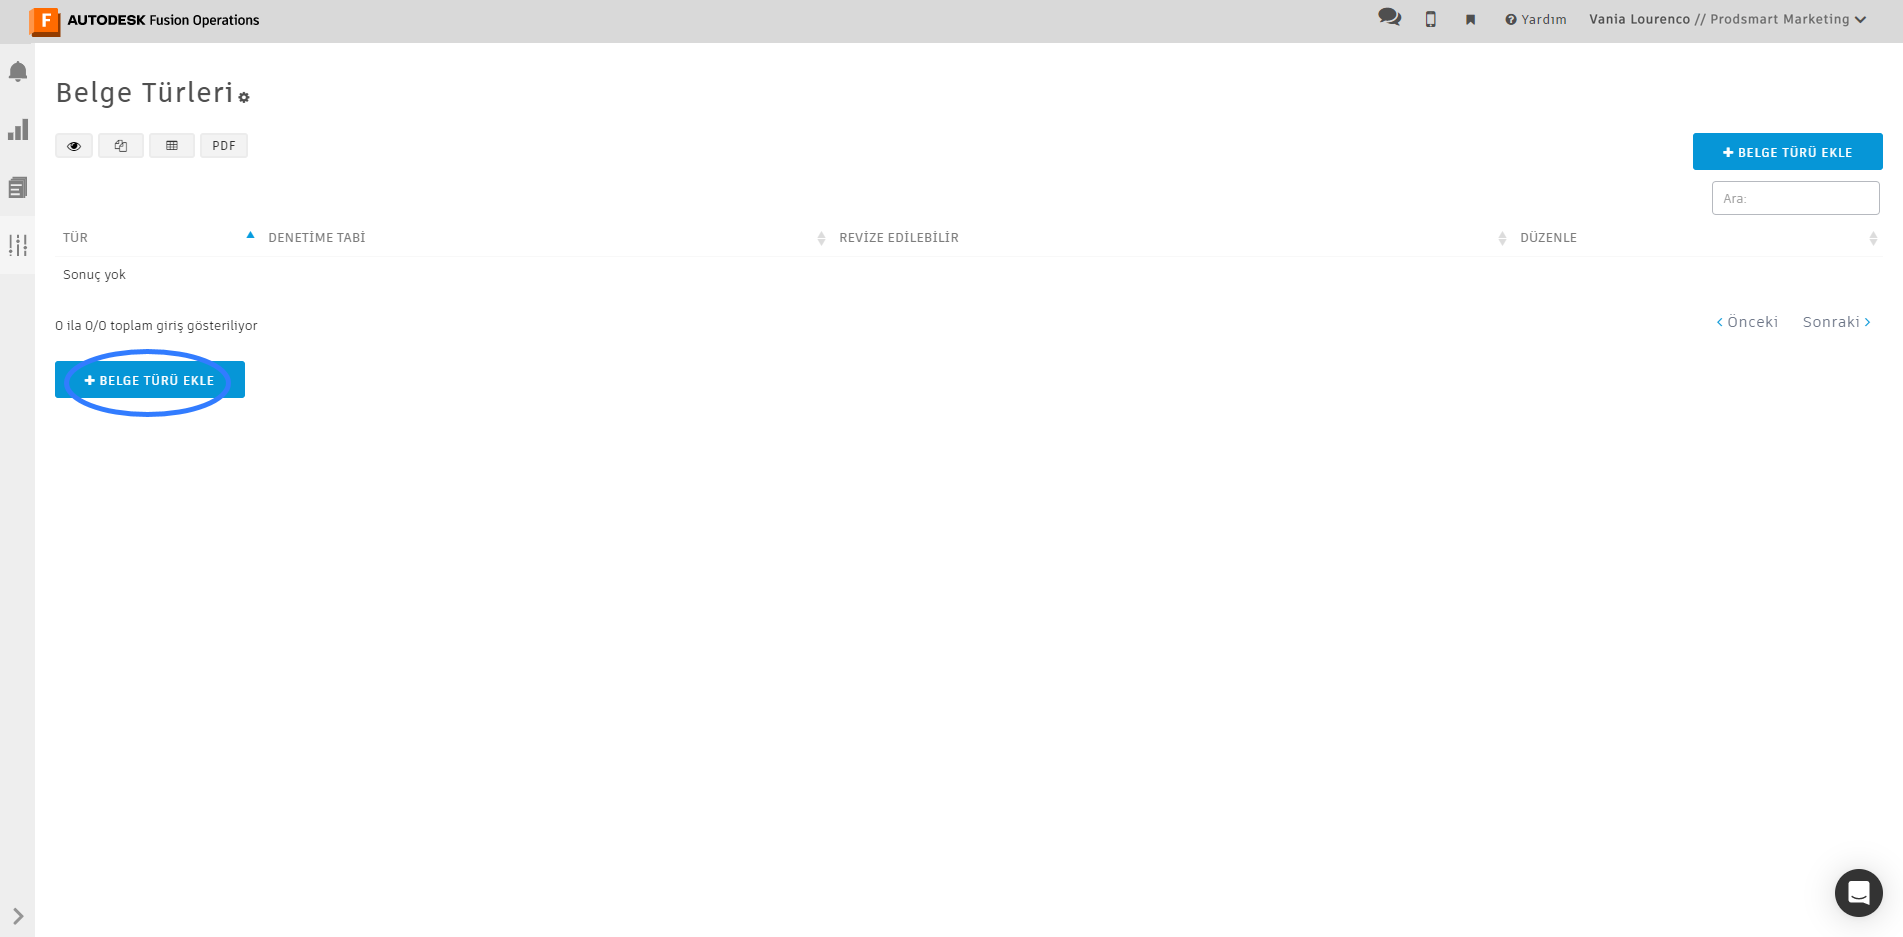 F AUTODESK Fusion Operations
Yardım
Vania Lourenco // Prodsmart Marketing
Belge Türleri
PDF
+ BELGE TÜRÜ EKLE
Ara:
TÜR DENETİME TABİ REVİZE EDİLEBİLİR DÜZENLE
Sonuç yok
0 ila 0/0 toplam giriş gösteriliyor
Önceki Sonraki
+ BELGE TÜRÜ EKLE